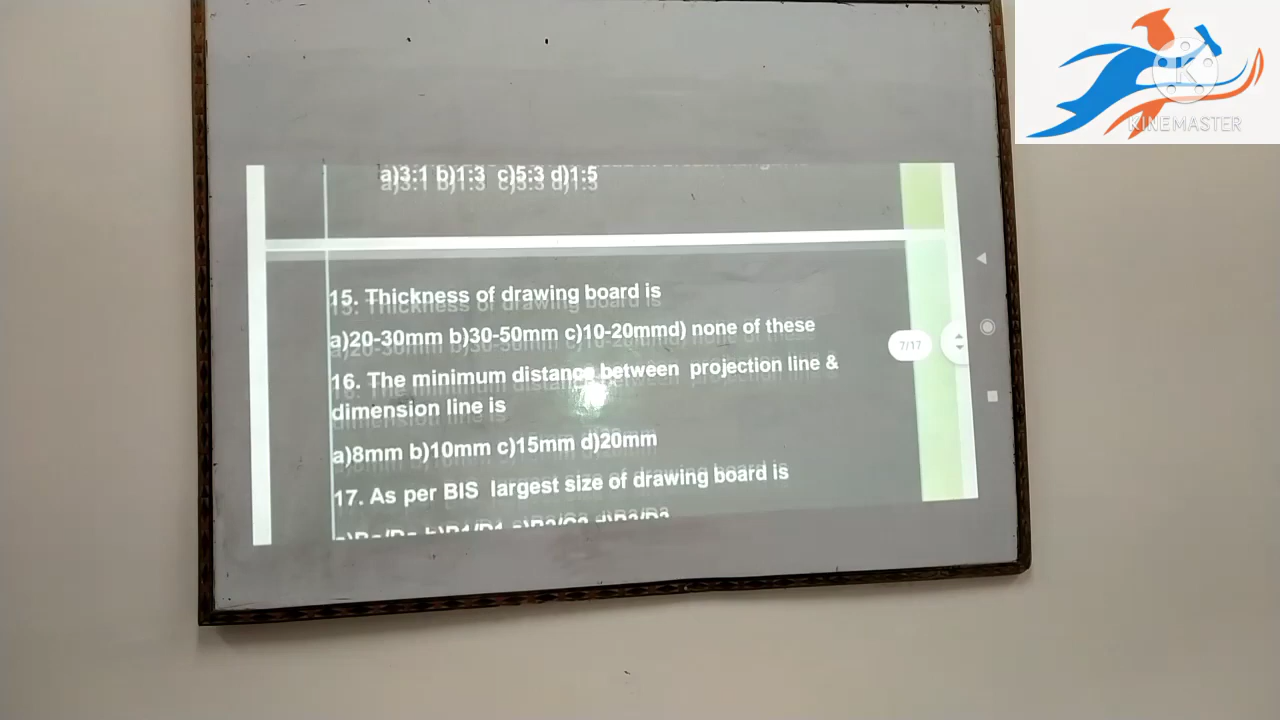 a)3:1 b)1:3 c)5:3 d)1:5
15. Thickness of drawing board is
a)20-30mm b)30-50mm c)10-20mmd) none of these
16. The minimum distance between projection line &
dimension line is
a)8mm b)10mm c)15mm d)20mm
17. As per BIS largest size of drawing board is
7/17
K
KINEMASTER